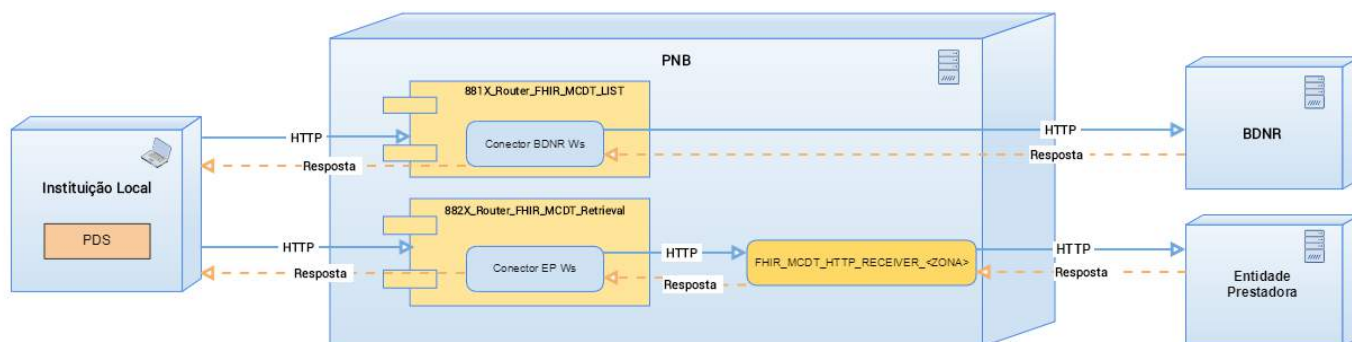 PNB
881X_Router_FHIR_MCDT_LIST
HTTP
HTTP
Conector BDNR Ws
BDNR
Resposta
Resposta
Instituição Local
PDS
882X_Router_FHIR_MCDT_Retrieval
HTTP
HTTP
HTTP
Conector EP Ws
FHIR_MCDT_HTTP_RECEIVER_<ZONA>
Resposta
Resposta
Resposta
Entidade
Prestadora